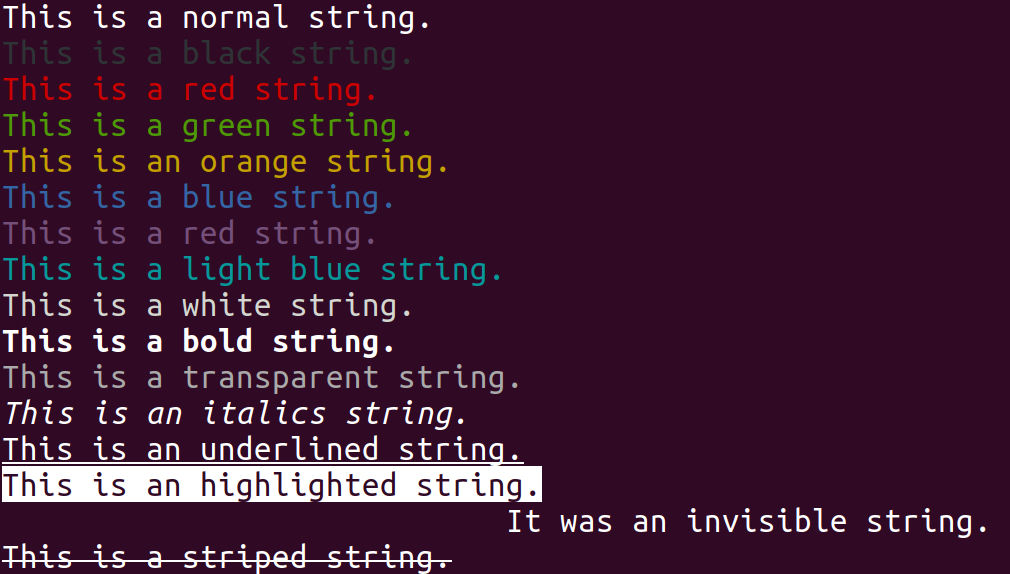 This is a normal string.
This is a black string.
This is a red string.
This is a green string.
This is an orange string.
This is a blue string.
This is a red string.
This is a light blue string.
This is a white string.
This is a bold string.
This is a transparent string.
This is an italics string.
This is an underlined string.
This is an highlighted string.
It was an invisible string.
This is a striped string.